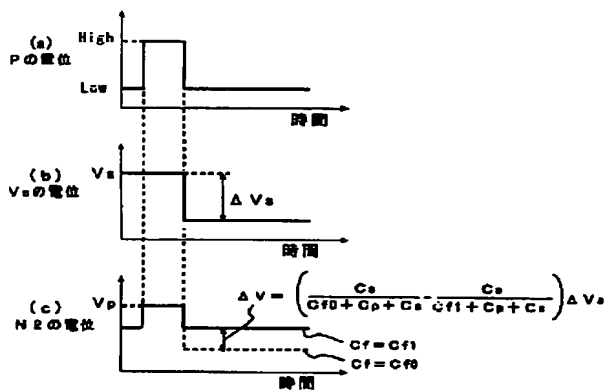 (a)
Pの電位
High
Low
時間
(b)
Vsの電位
Vs
ΔVs
時間
(c)
N2の電位
Vp
ΔV=(Cs/(Cf0+Cp+Cs)-Cs/(Cf1+Cp+Cs))ΔVs
Cf=Cf1
Cf=Cf0
時間